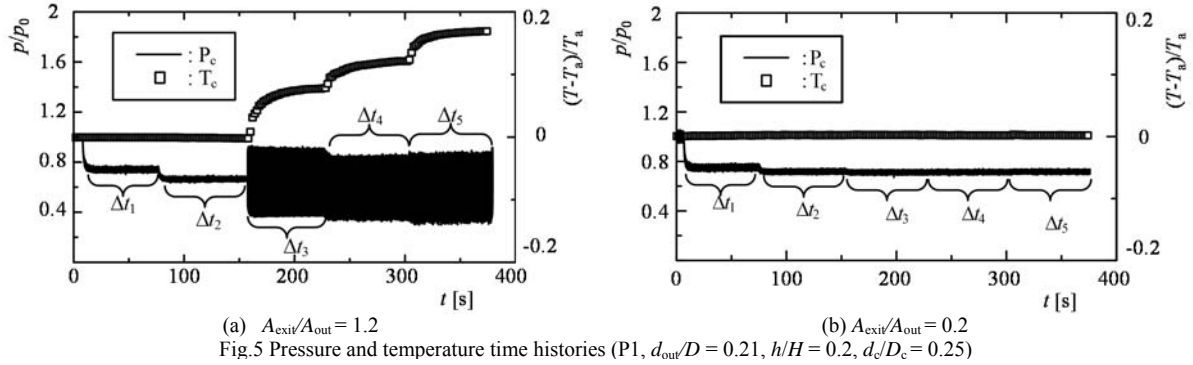 p/p0
2
1.6
1.2
0.8
0.4
— : Pc
□ : Tc
Δt1
Δt2
Δt3
Δt4
Δt5
0.2
0
-0.2
(T-Ta)/Ta
0
100
200
300
400
t [s]
(a) Aexit/Aout = 1.2
p/p0
2
1.6
1.2
0.8
0.4
— : Pc
□ : Tc
Δt1
Δt2
Δt3
Δt4
Δt5
0.2
0
-0.2
(T-Ta)/Ta
0
100
200
300
400
t [s]
(b) Aexit/Aout = 0.2
Fig.5 Pressure and temperature time histories (P1, dout/D = 0.21, h/H = 0.2, dc/Dc = 0.25)